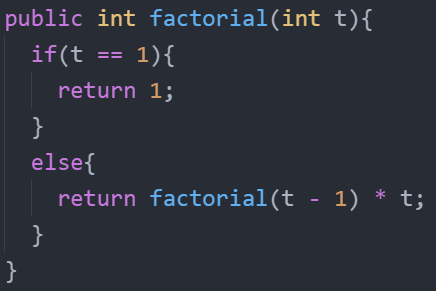 public int factorial(int t){
  if(t == 1){
    return 1;
  }
  else{
    return factorial(t - 1) * t;
  }
}